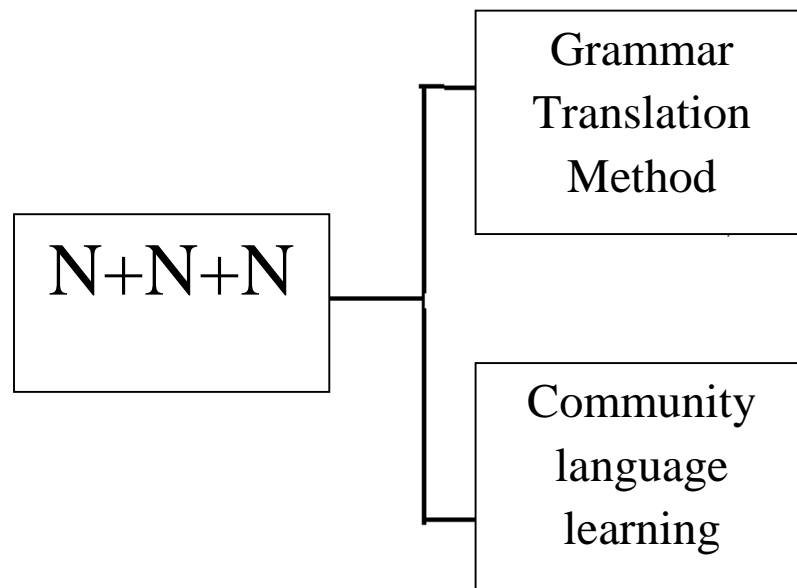 N+N+N
Grammar
Translation
Method
Community
language
learning